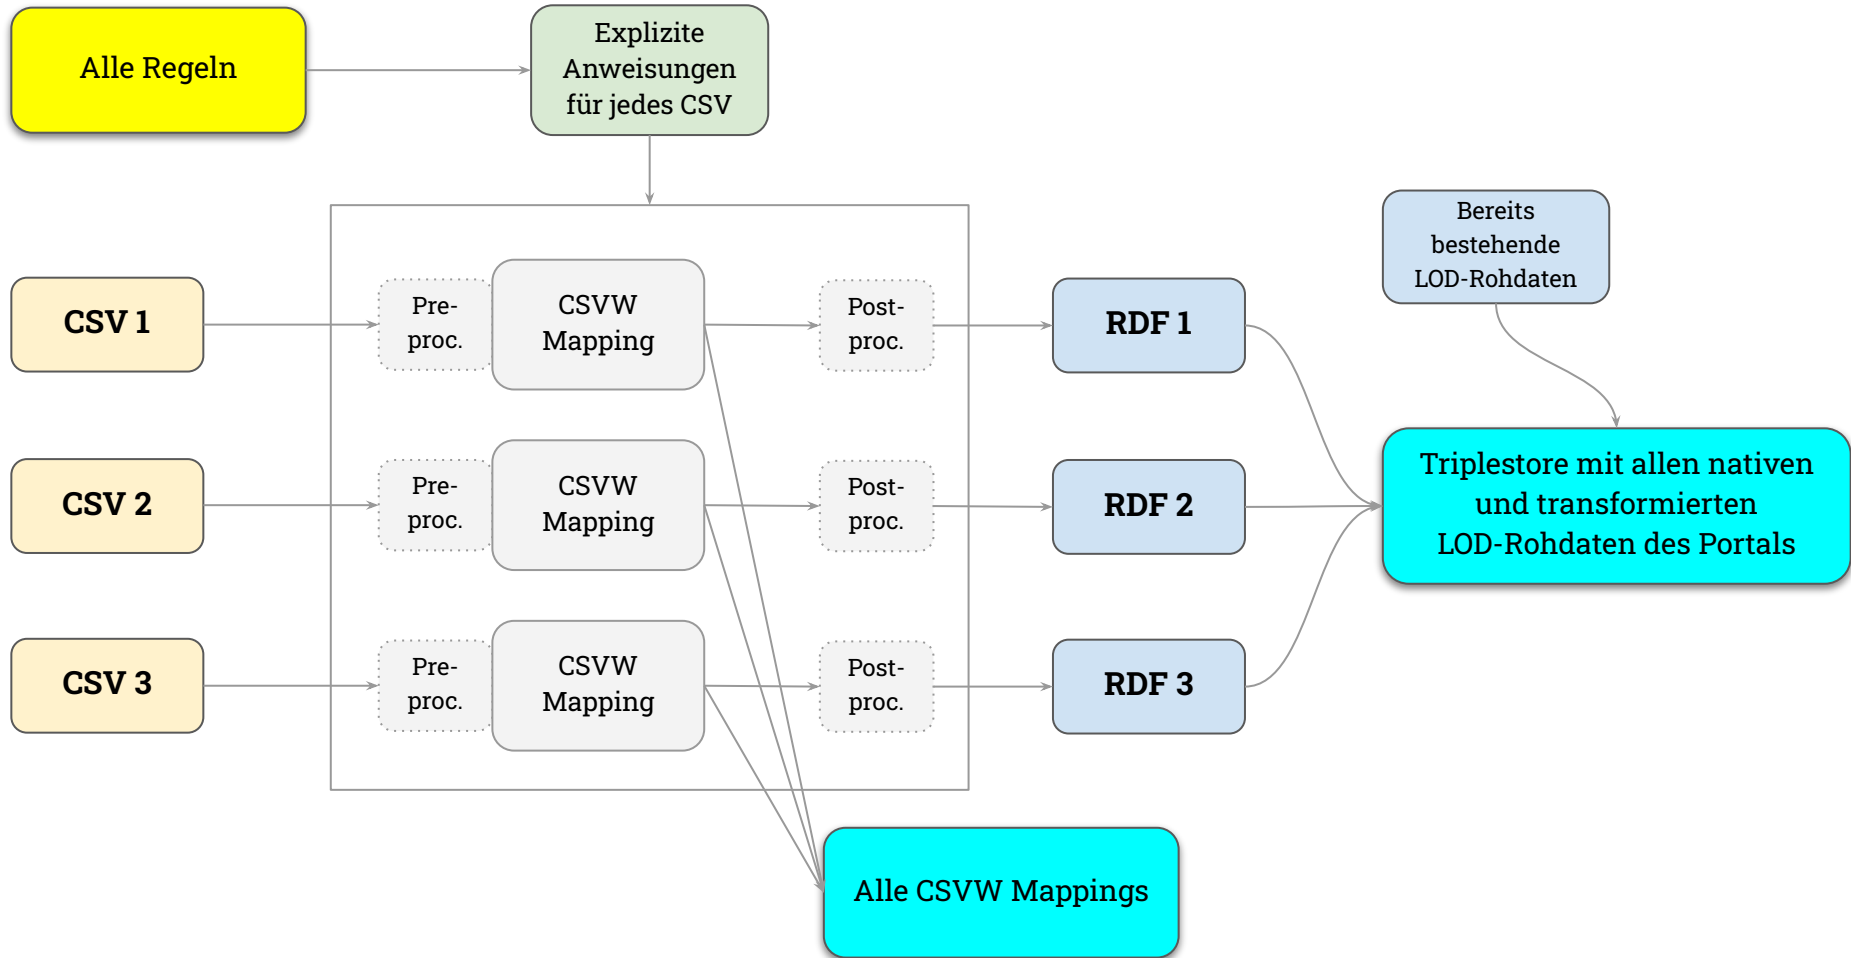 Alle Regeln
Explizite
Anweisungen
für jedes CSV
Bereits
bestehende
LOD-Rohdaten
CSV 1
Pre-
proc.
CSVW
Mapping
Post-
proc.
RDF 1
CSV 2
Pre-
proc.
CSVW
Mapping
Post-
proc.
RDF 2
Triplestore mit allen nativen
und transformierten
LOD-Rohdaten des Portals
CSV 3
Pre-
proc.
CSVW
Mapping
Post-
proc.
RDF 3
Alle CSVW Mappings